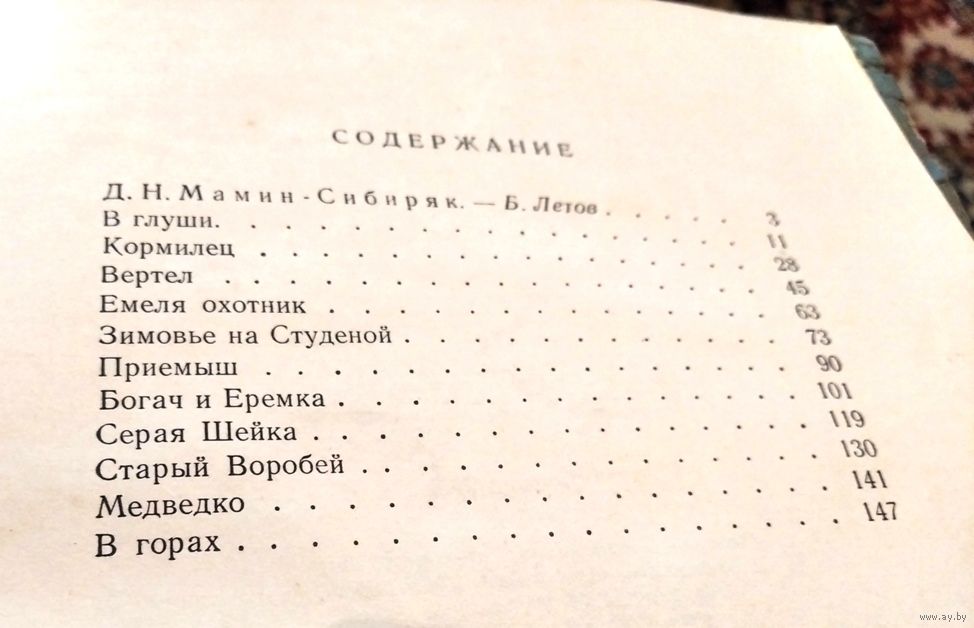 СОДЕРЖАНИЕ
Д. Н. Мамин-Сибиряк. — Б. Летов . . . . . . 3
В глуши. . . . . . . . . . . . . . . . 11
Кормилец . . . . . . . . . . . . . . . 28
Вертел . . . . . . . . . . . . . . . . 45
Емеля охотник . . . . . . . . . . . . . 63
Зимовье на Студеной . . . . . . . . . . . 73
Приемыш . . . . . . . . . . . . . . . 90
Богач и Еремка . . . . . . . . . . . . . 101
Серая Шейка . . . . . . . . . . . . . . 119
Старый Воробей . . . . . . . . . . . . . 130
Медведко . . . . . . . . . . . . . . . 141
В горах . . . . . . . . . . . . . . . . 147
www.ay.by